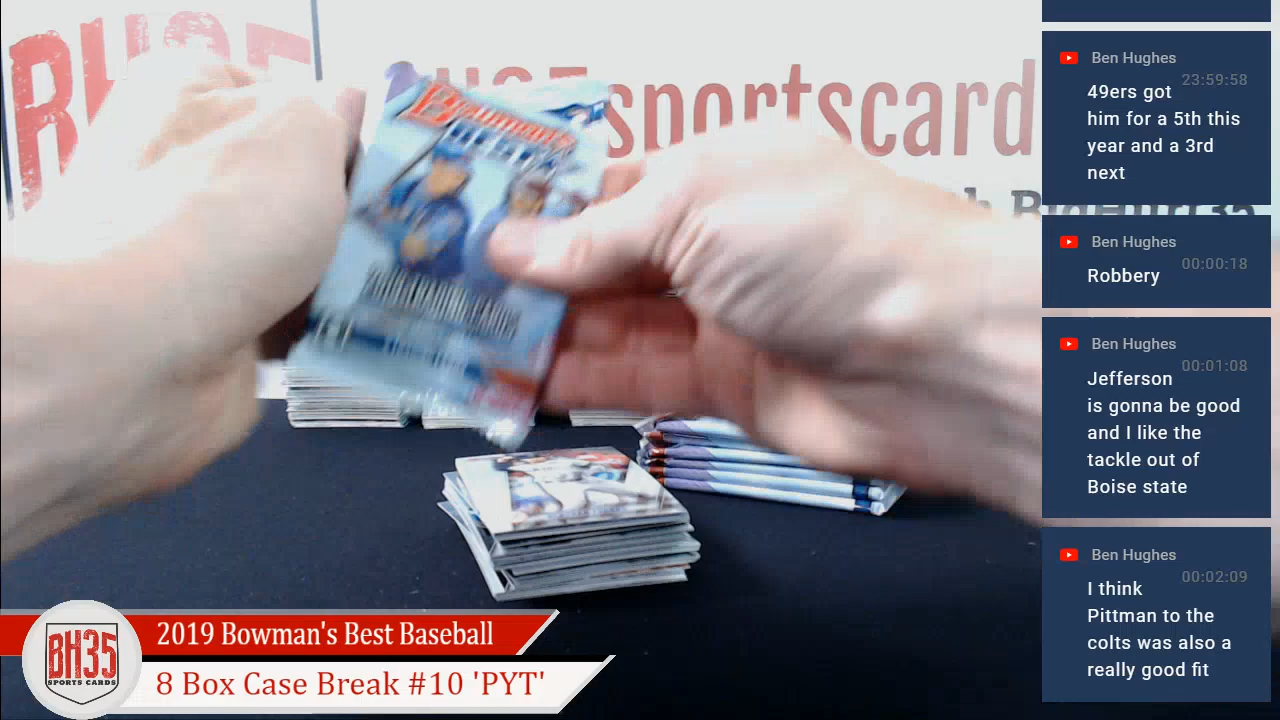 BH35
sportscard
BH35
SPORTS CARDS
2019 Bowman's Best Baseball
8 Box Case Break #10 'PYT'
Ben Hughes
23:59:58
49ers got
him for a 5th this
year and a 3rd
next
Ben Hughes
00:00:18
Robbery
Ben Hughes
00:01:08
Jefferson
is gonna be good
and I like the
tackle out of
Boise state
Ben Hughes
00:02:09
I think
Pittman to the
colts was also a
really good fit